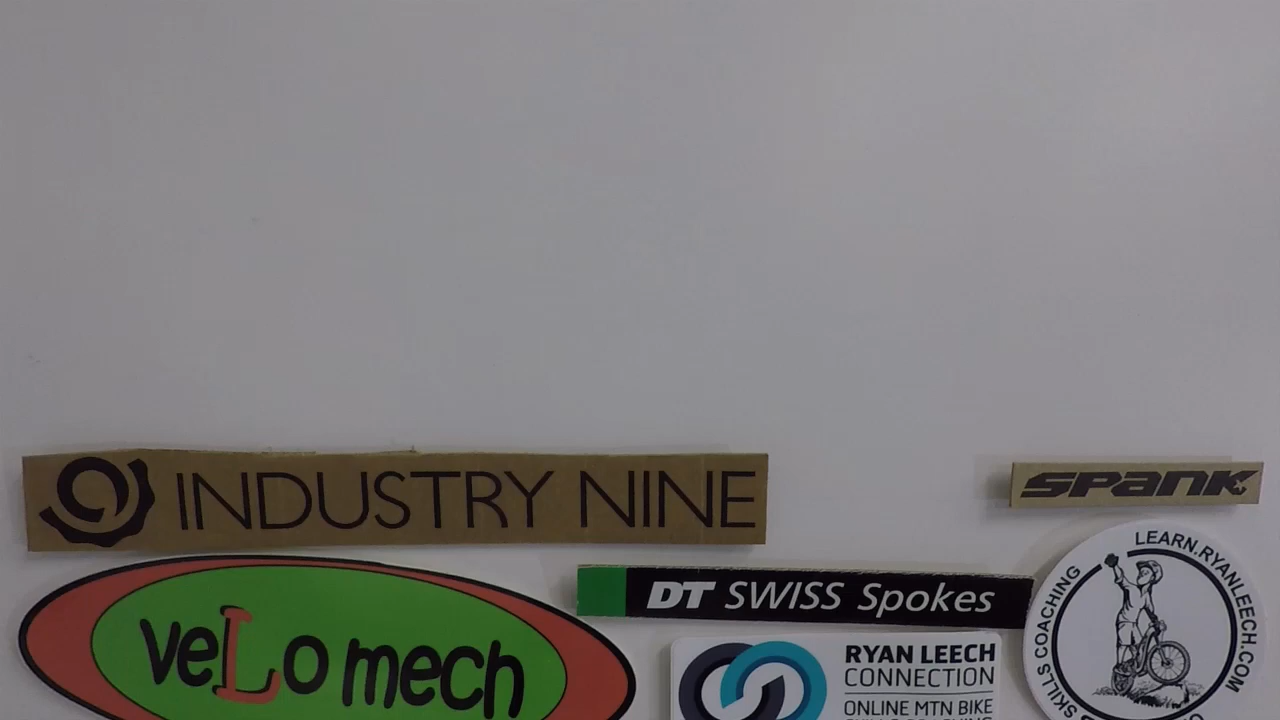 INDUSTRY NINE
SPANK
DT SWISS Spokes
veLo mech
RYAN LEECH
CONNECTION
ONLINE MTN BIKE
LEARN.RYANLEECH.COM
SKILLS COACHING